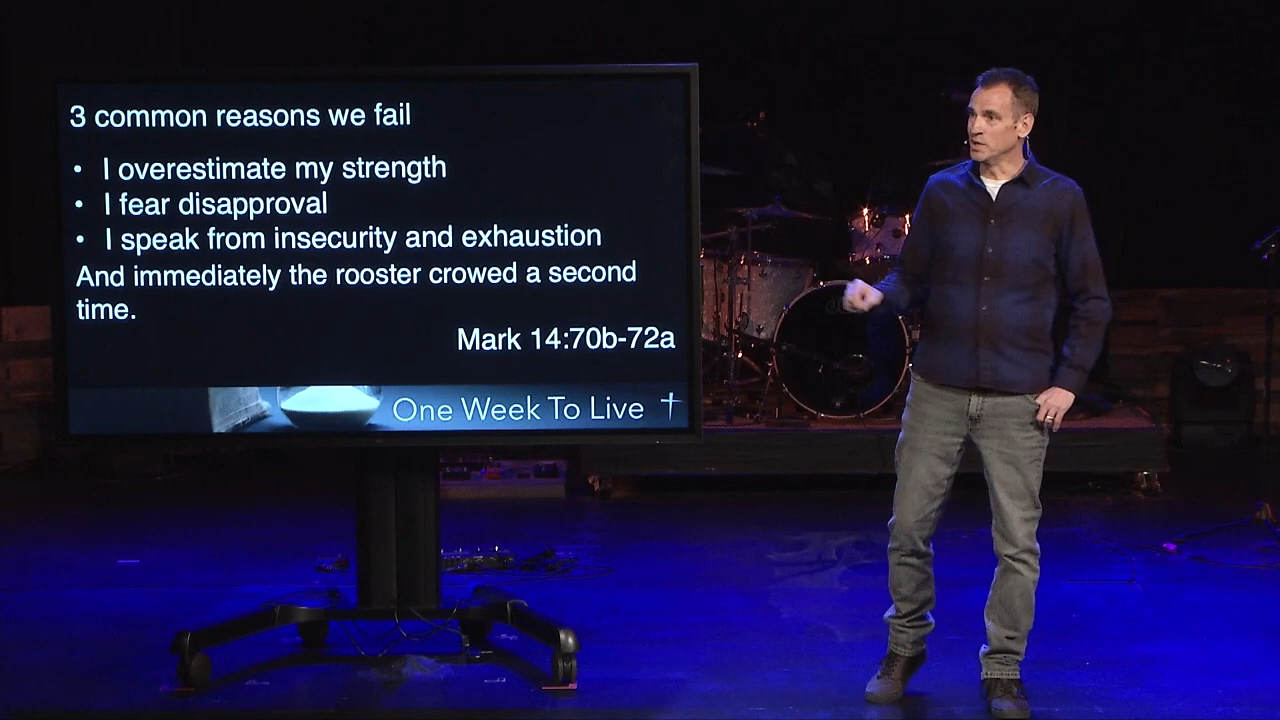 3 common reasons we fail
• I overestimate my strength
• I fear disapproval
• I speak from insecurity and exhaustion
And immediately the rooster crowed a second
time.
Mark 14:70b-72a
One Week To Live